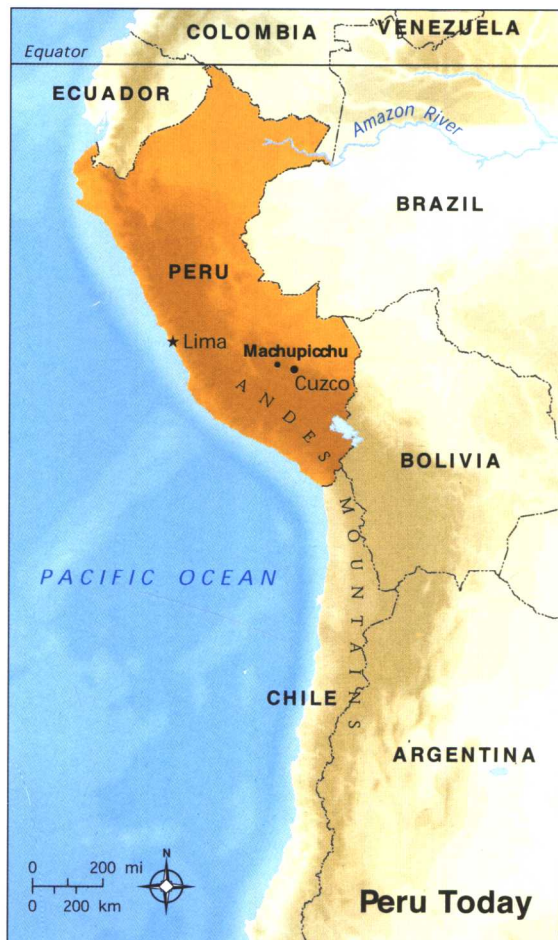 COLOMBIA
VENEZUELA
Equator
ECUADOR
Amazon River
BRAZIL
PERU
Lima
Machupicchu
Cuzco
ANDES MOUNTAINS
BOLIVIA
PACIFIC OCEAN
CHILE
ARGENTINA
N
0 200 mi
0 200 km
Peru Today